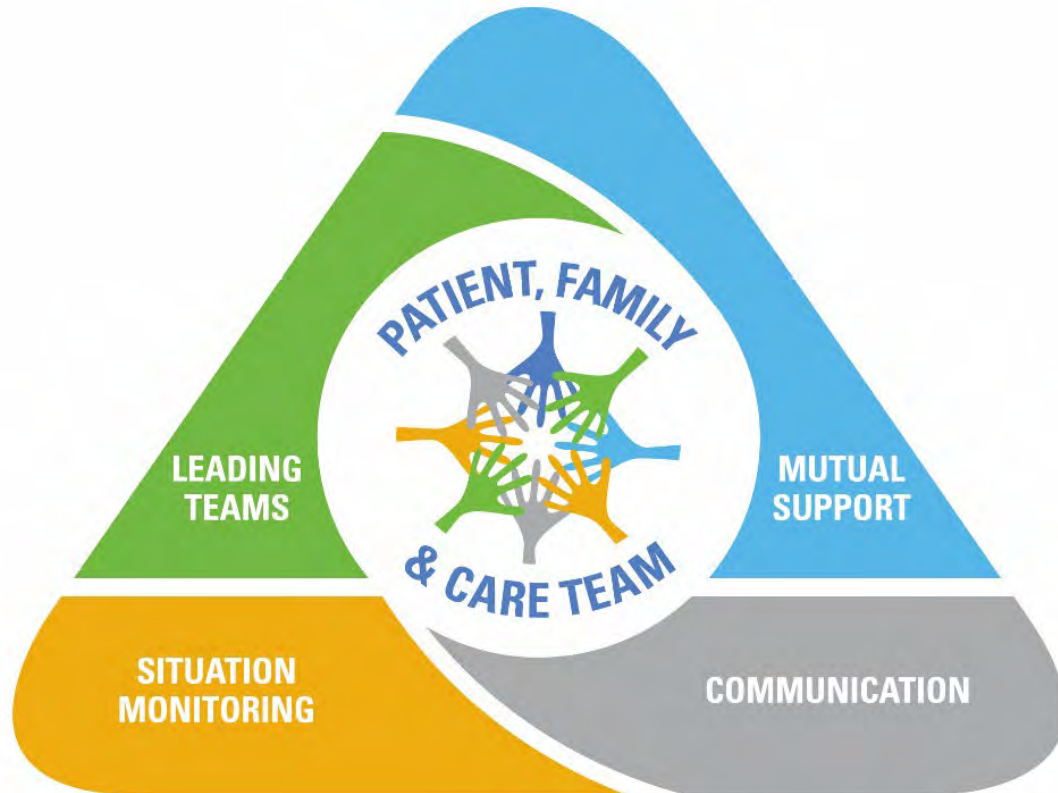 PATIENT, FAMILY
& CARE TEAM
LEADING
TEAMS
MUTUAL
SUPPORT
SITUATION
MONITORING
COMMUNICATION